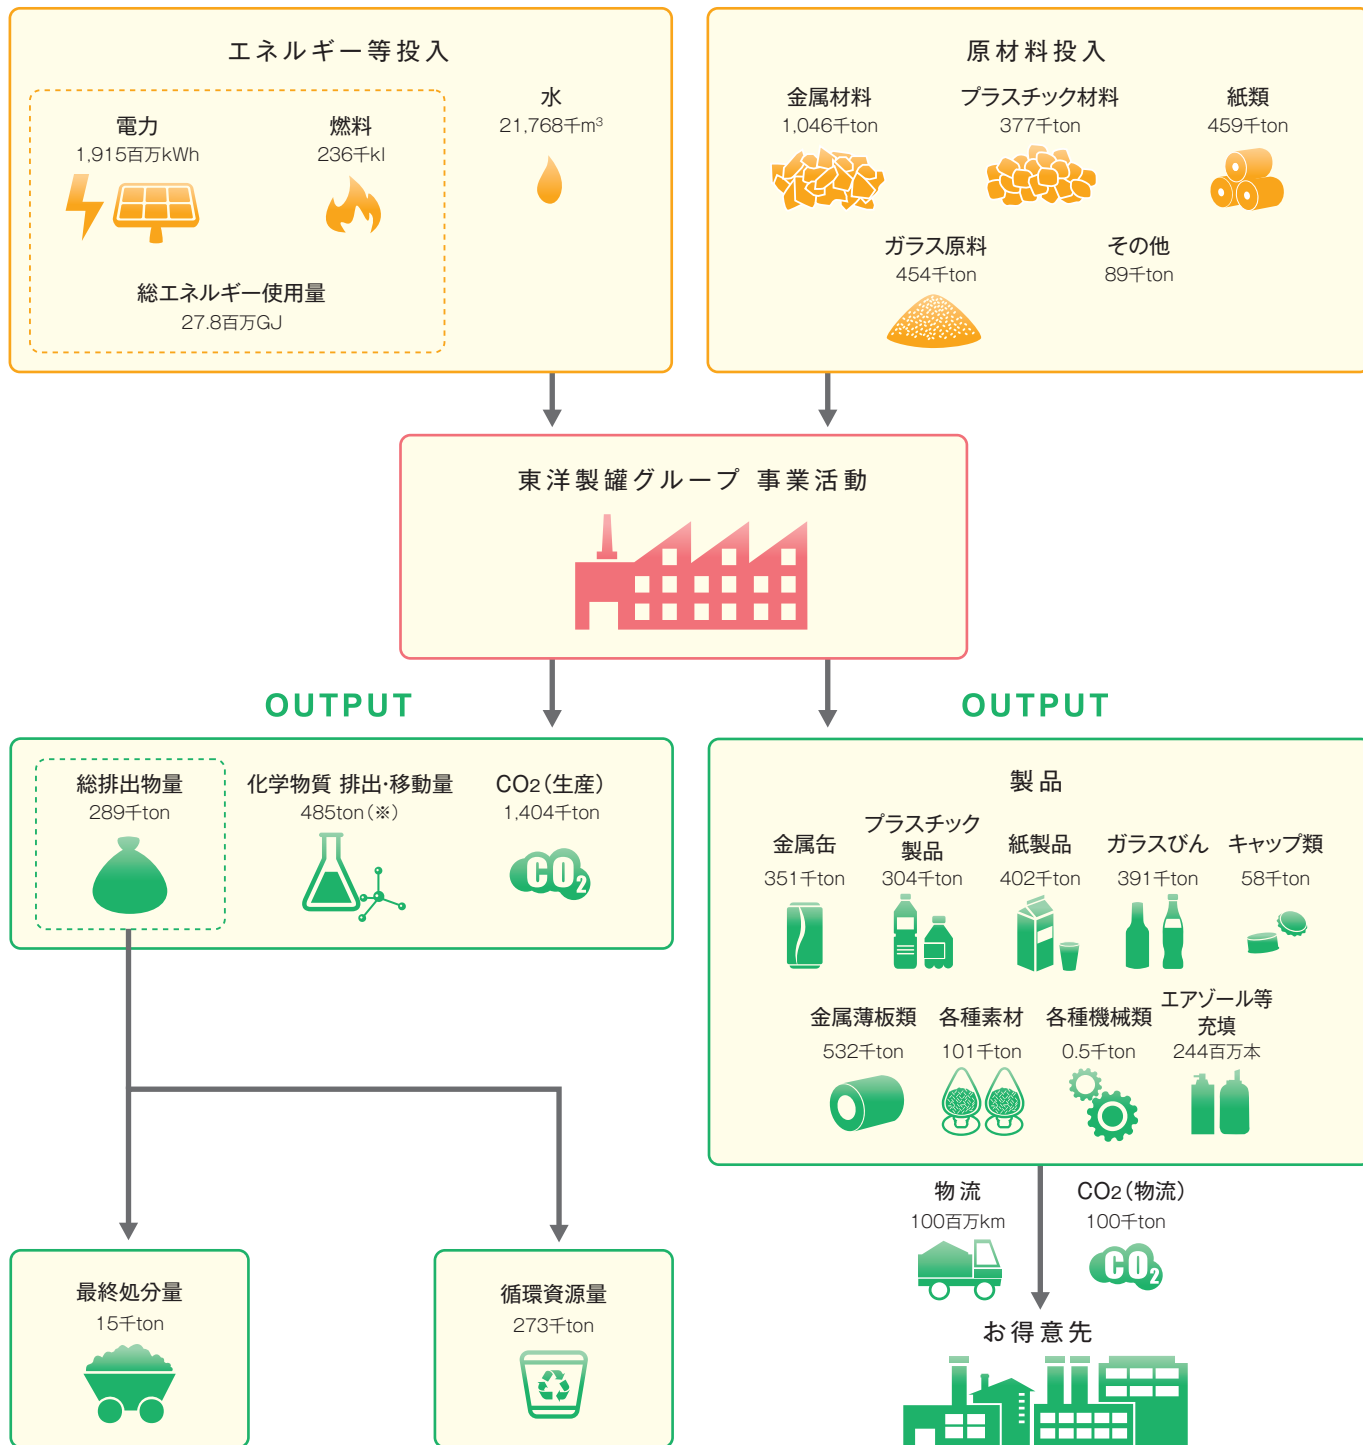 エネルギー等投入
電力
1,915百万kWh
燃料
236千kl
総エネルギー使用量
27.8百万GJ
水
21,768千m³
原材料投入
金属材料
1,046千ton
プラスチック材料
377千ton
紙類
459千ton
ガラス原料
454千ton
その他
89千ton
東洋製罐グループ 事業活動
OUTPUT
総排出物量
289千ton
化学物質 排出・移動量
485ton(※)
CO2(生産)
1,404千ton
CO2
最終処分量
15千ton
循環資源量
273千ton
OUTPUT
製品
金属缶
351千ton
プラスチック
製品
304千ton
紙製品
402千ton
ガラスびん
391千ton
キャップ類
58千ton
金属薄板類
532千ton
各種素材
101千ton
各種機械類
0.5千ton
エアゾール等
充填
244百万本
物流
100百万km
CO2(物流)
100千ton
CO2
お得意先